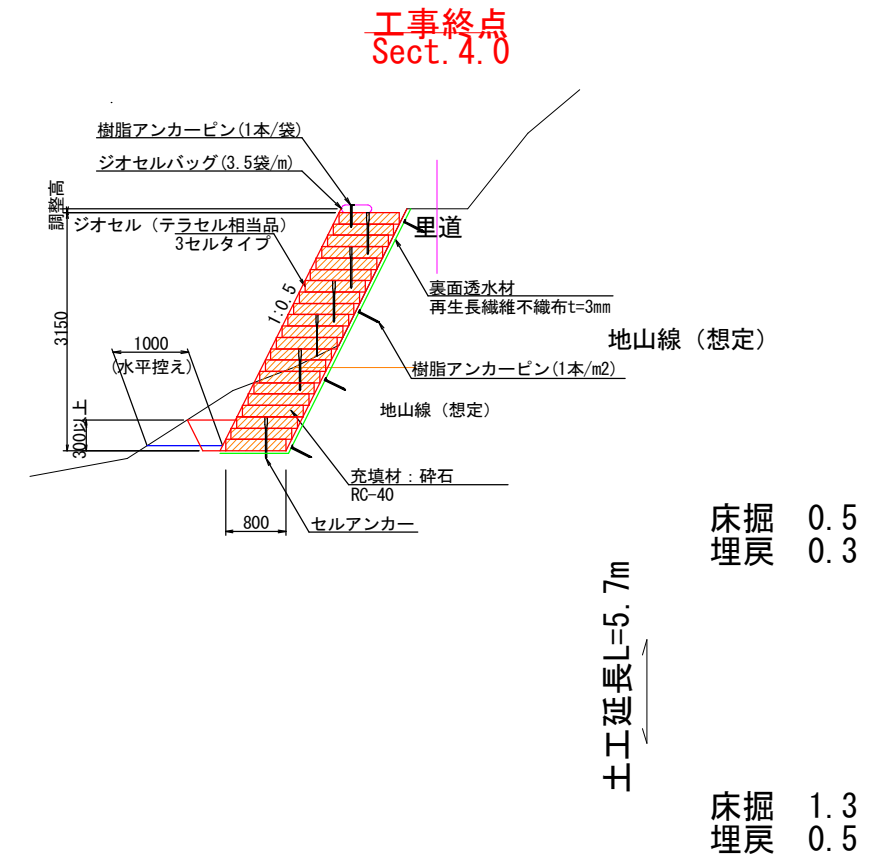 工事終点
Sect.4.0
樹脂アンカーピン(1本/袋)
ジオセルバッグ(3.5袋/m)
調整高
ジオセル（テラセル相当品）
3セルタイプ
里道
1:0.5
裏面透水材
再生長繊維不織布t=3mm
3150
1000
(水平控え)
地山線（想定）
樹脂アンカーピン(1本/m2)
地山線（想定）
300以上
充填材：砕石
RC-40
800
セルアンカー
床掘 0.5
埋戻 0.3
土工延長L=5.7m
床掘 1.3
埋戻 0.5